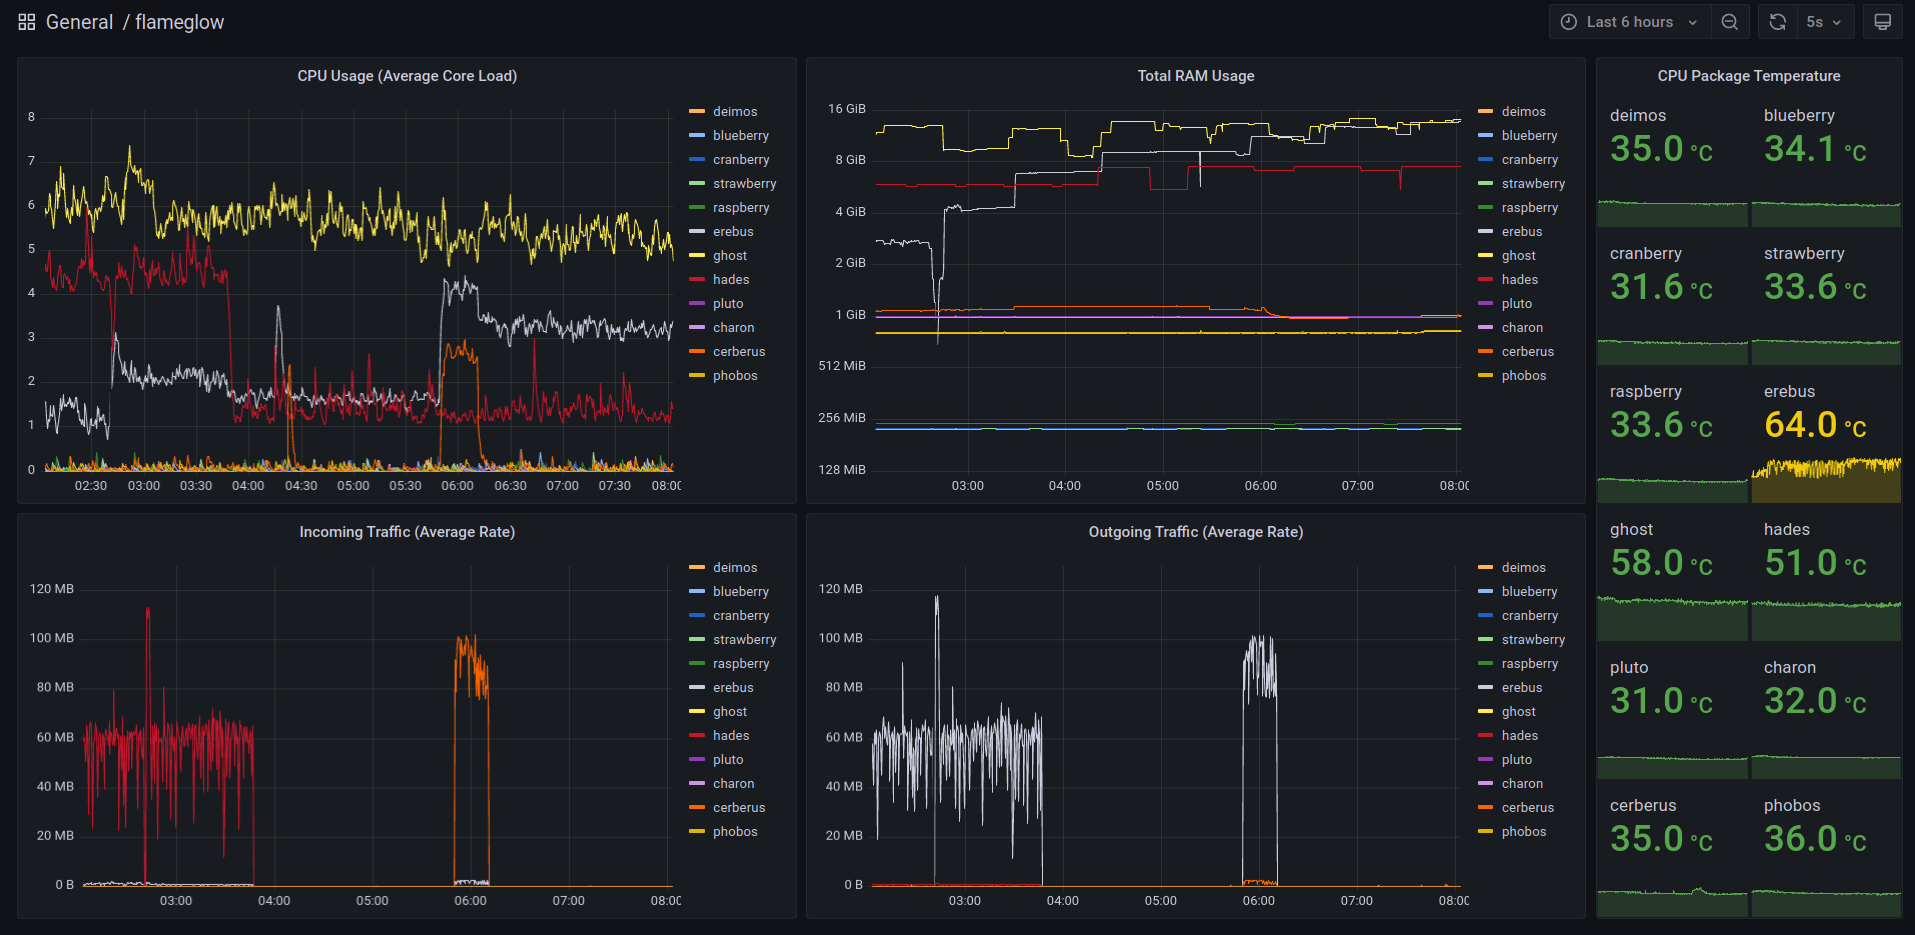 General / flameglow
Last 6 hours
5s
CPU Usage (Average Core Load)
8
7
6
5
4
3
2
1
0
02:30 03:00 03:30 04:00 04:30 05:00 05:30 06:00 06:30 07:00 07:30 08:00
deimos
blueberry
cranberry
strawberry
raspberry
erebus
ghost
hades
pluto
charon
cerberus
phobos
Total RAM Usage
16 GiB
8 GiB
4 GiB
2 GiB
1 GiB
512 MiB
256 MiB
128 MiB
03:00 04:00 05:00 06:00 07:00 08:00
deimos
blueberry
cranberry
strawberry
raspberry
erebus
ghost
hades
pluto
charon
cerberus
phobos
CPU Package Temperature
deimos
35.0 °C
blueberry
34.1 °C
cranberry
31.6 °C
strawberry
33.6 °C
raspberry
33.6 °C
erebus
64.0 °C
ghost
58.0 °C
hades
51.0 °C
pluto
31.0 °C
charon
32.0 °C
cerberus
35.0 °C
phobos
36.0 °C
Incoming Traffic (Average Rate)
120 MB
100 MB
80 MB
60 MB
40 MB
20 MB
0 B
03:00 04:00 05:00 06:00 07:00 08:00
deimos
blueberry
cranberry
strawberry
raspberry
erebus
ghost
hades
pluto
charon
cerberus
phobos
Outgoing Traffic (Average Rate)
120 MB
100 MB
80 MB
60 MB
40 MB
20 MB
0 B
03:00 04:00 05:00 06:00 07:00 08:00
deimos
blueberry
cranberry
strawberry
raspberry
erebus
ghost
hades
pluto
charon
cerberus
phobos